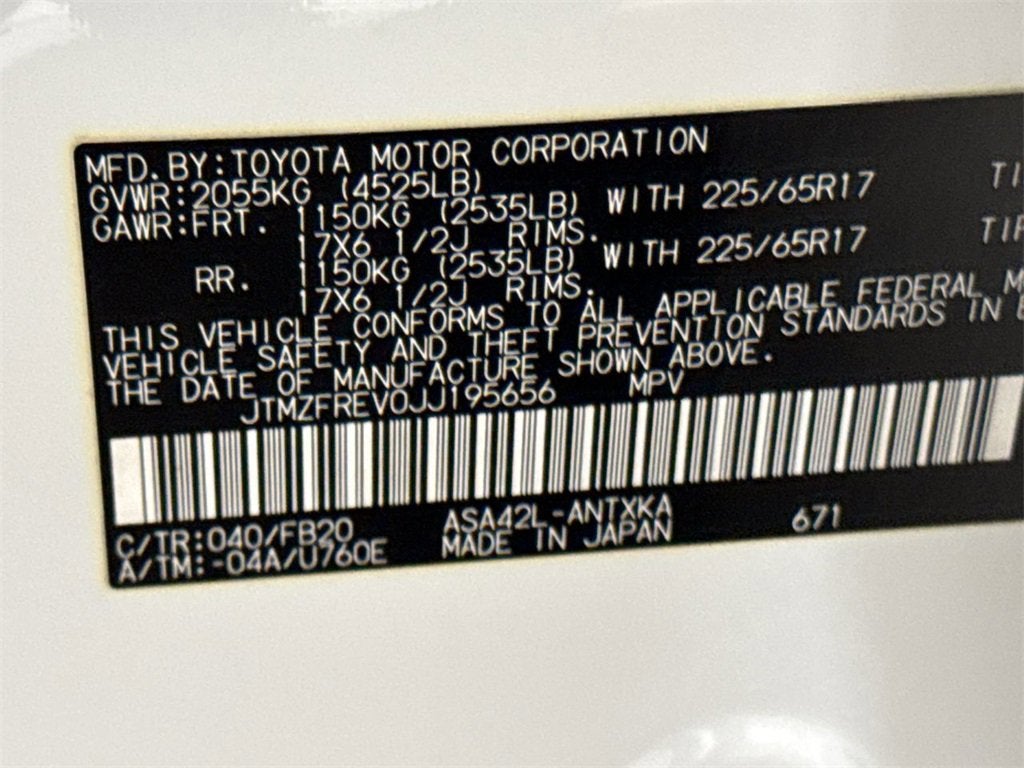 MFD.BY:TOYOTA MOTOR CORPORATION
GVWR:2055KG (4525LB)
GAWR:FRT. 1150KG (2535LB) WITH 225/65R17 TI
17X6 1/2J RIMS.
RR. 1150KG (2535LB) WITH 225/65R17 TIR
17X6 1/2J RIMS.
THIS VEHICLE CONFORMS TO ALL APPLICABLE FEDERAL M
VEHICLE SAFETY AND THEFT PREVENTION STANDARDS IN E
THE DATE OF MANUFACTURE SHOWN ABOVE.
JTMZFREV0JJ195656 MPV
C/TR:040/FB20 ASA42L-ANTXKA 671
A/TM:-04A/U760E MADE IN JAPAN